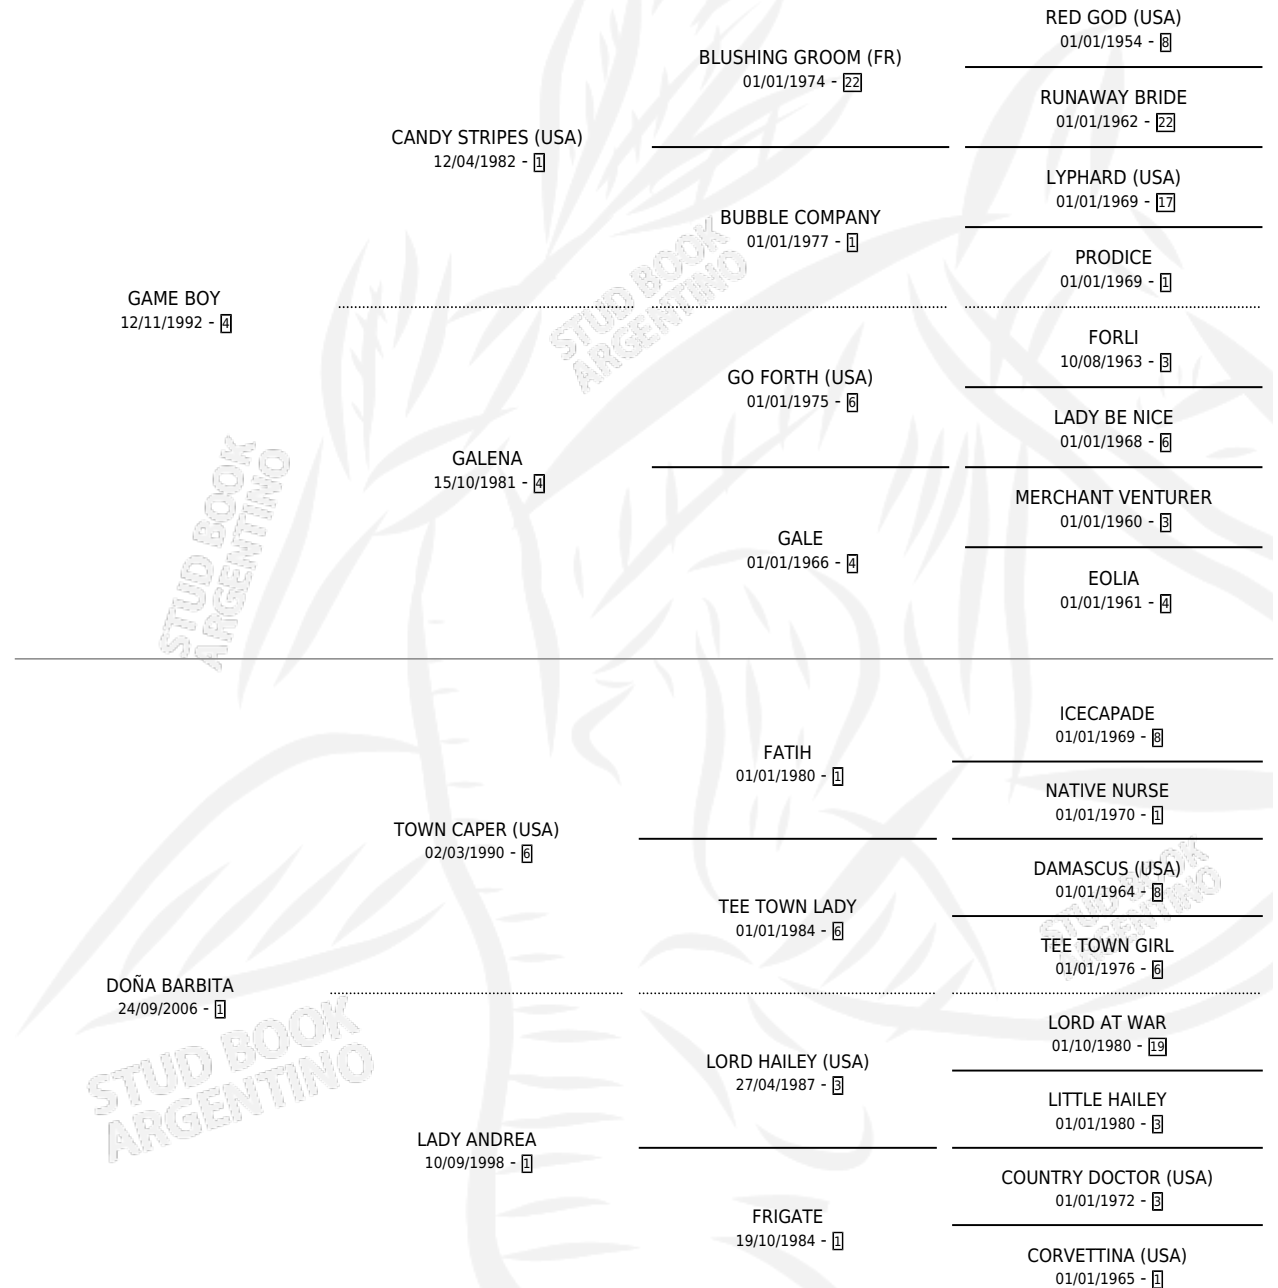 RED GOD (USA)
01/01/1954 - 8
BLUSHING GROOM (FR)
01/01/1974 - 22
RUNAWAY BRIDE
01/01/1962 - 22
CANDY STRIPES (USA)
12/04/1982 - 1
LYPHARD (USA)
01/01/1969 - 17
BUBBLE COMPANY
01/01/1977 - 1
PRODICE
01/01/1969 - 1
GAME BOY
12/11/1992 - 4
STUD BOOK
ARGENTINO
FORLI
10/08/1963 - 3
GO FORTH (USA)
01/01/1975 - 6
LADY BE NICE
01/01/1968 - 6
GALENA
15/10/1981 - 4
MERCHANT VENTURER
01/01/1960 - 3
GALE
01/01/1966 - 4
EOLIA
01/01/1961 - 4
STUD BOOK
ARGENTINO
ICECAPADE
01/01/1969 - 8
FATIH
01/01/1980 - 1
NATIVE NURSE
01/01/1970 - 1
TOWN CAPER (USA)
02/03/1990 - 6
DAMASCUS (USA)
01/01/1964 - 8
STUD BOOK
ARGENTINO
TEE TOWN LADY
01/01/1984 - 6
TEE TOWN GIRL
01/01/1976 - 6
DOÑA BARBITA
24/09/2006 - 1
STUD BOOK
ARGENTINO
LORD AT WAR
01/10/1980 - 19
LORD HAILEY (USA)
27/04/1987 - 3
LITTLE HAILEY
01/01/1980 - 3
LADY ANDREA
10/09/1998 - 1
COUNTRY DOCTOR (USA)
01/01/1972 - 3
FRIGATE
19/10/1984 - 1
CORVETTINA (USA)
01/01/1965 - 1